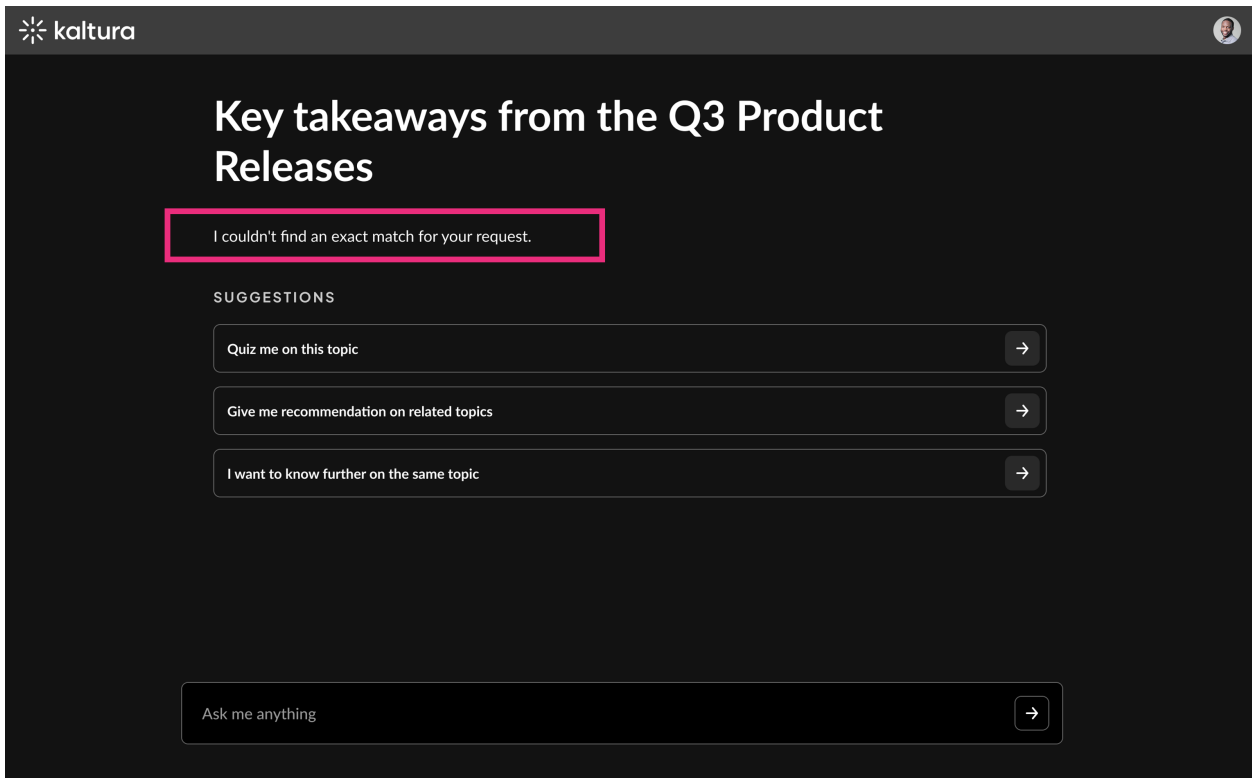 kaltura
Key takeaways from the Q3 Product
Releases
I couldn't find an exact match for your request.
SUGGESTIONS
Quiz me on this topic
Give me recommendation on related topics
I want to know further on the same topic
Ask me anything